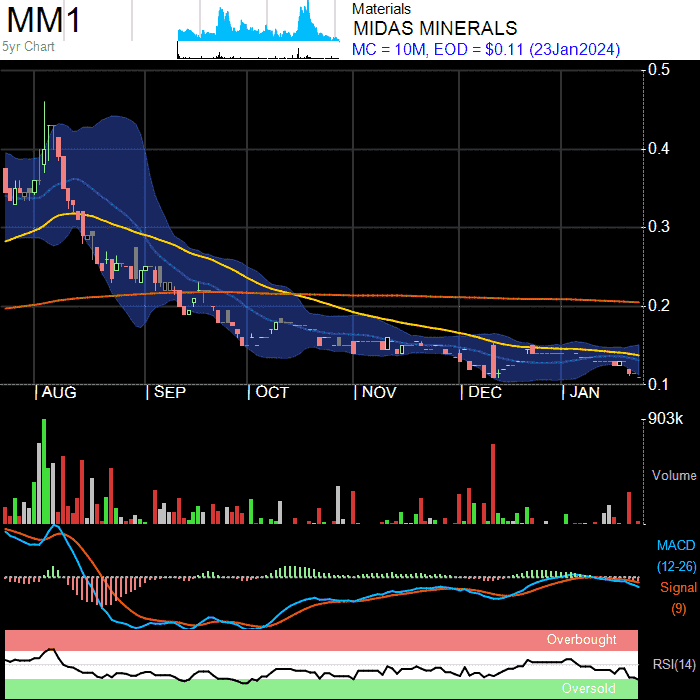 MM1
5yr Chart
Materials
MIDAS MINERALS
MC = 10M, EOD = $0.11 (23Jan2024)
0.5
0.4
0.3
0.2
0.1
AUG SEP OCT NOV DEC JAN
903k
Volume
MACD
(12-26)
Signal
(9)
Overbought
RSI(14)
Oversold